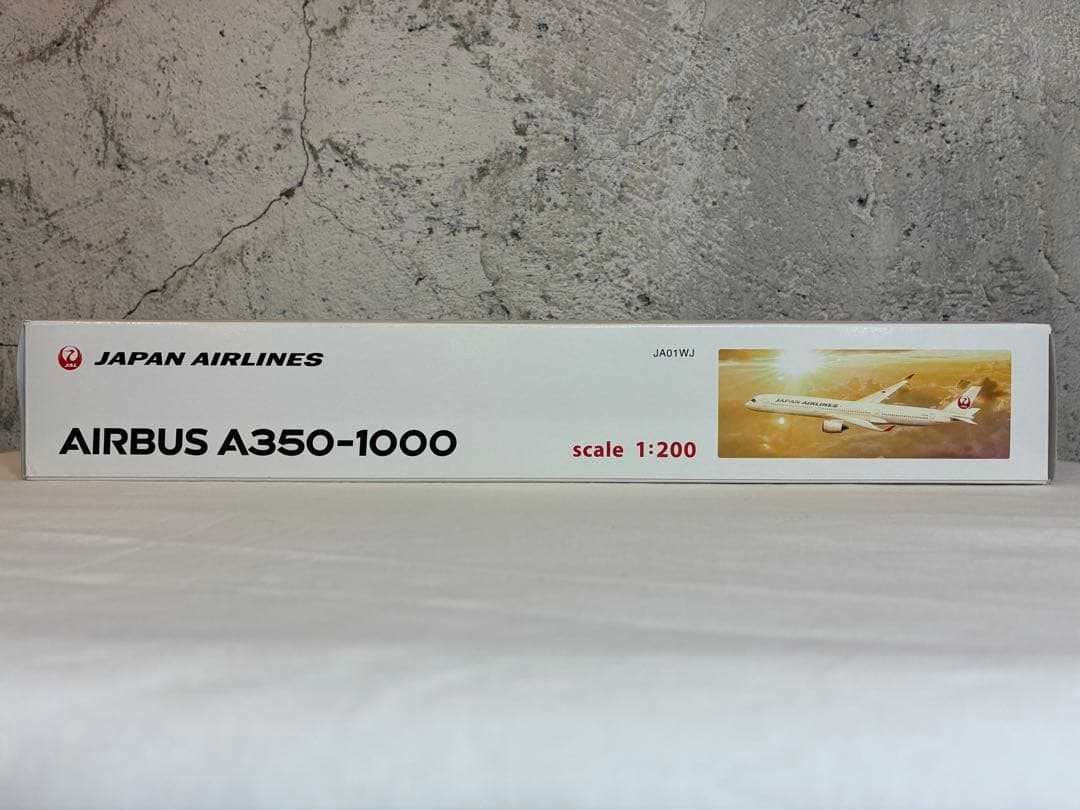 JAL
JAPAN AIRLINES
JA01WJ
AIRBUS A350-1000
scale 1:200
JAPAN AIRLINES